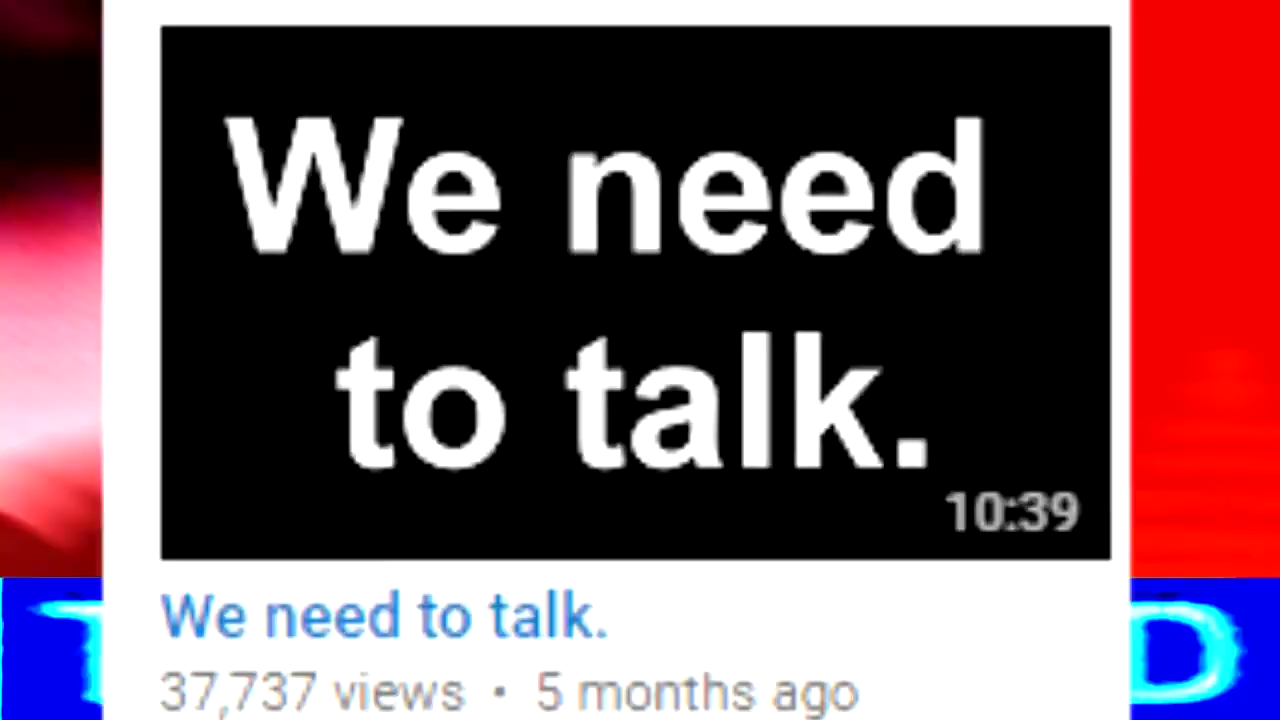 We need
to talk.
10:39
We need to talk.
37,737 views • 5 months ago
D